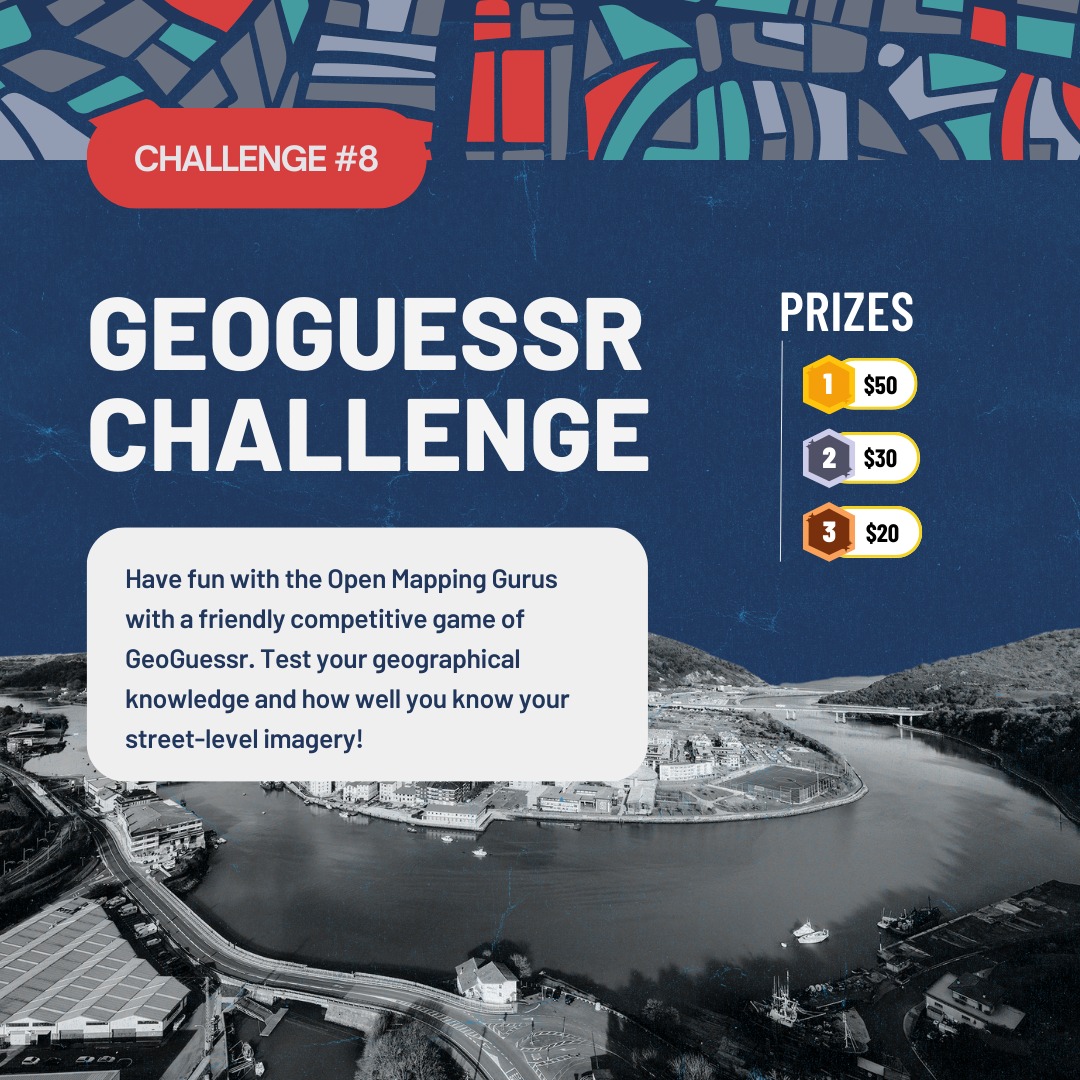 CHALLENGE #8
GEOGUESSR
CHALLENGE
PRIZES
1 $50
2 $30
3 $20
Have fun with the Open Mapping Gurus
with a friendly competitive game of
GeoGuessr. Test your geographical
knowledge and how well you know your
street-level imagery!